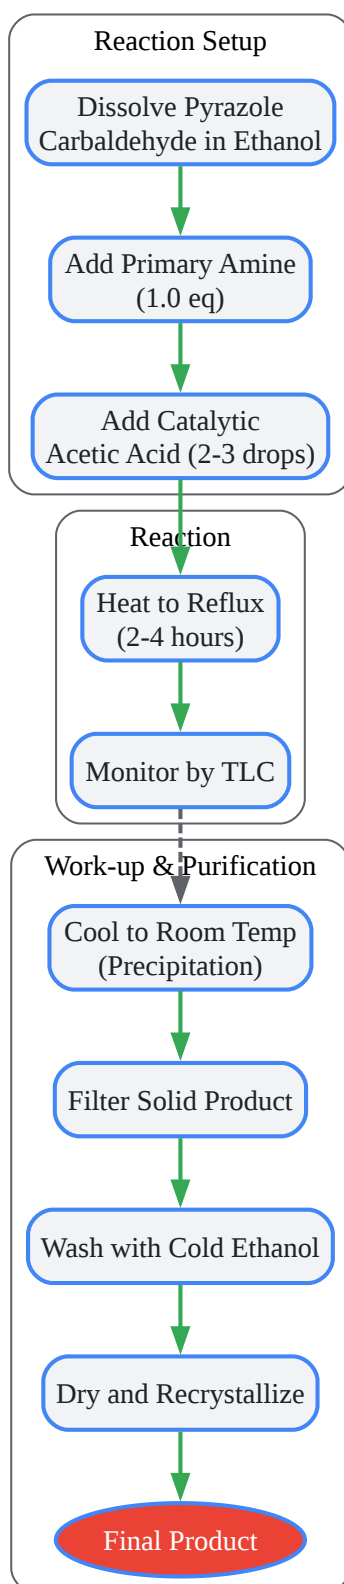 Reaction Setup
Dissolve Pyrazole
Carbaldehyde in Ethanol
Add Primary Amine
(1.0 eq)
Add Catalytic
Acetic Acid (2-3 drops)
Reaction
Heat to Reflux
(2-4 hours)
Monitor by TLC
Work-up & Purification
Cool to Room Temp
(Precipitation)
Filter Solid Product
Wash with Cold Ethanol
Dry and Recrystallize
Final Product